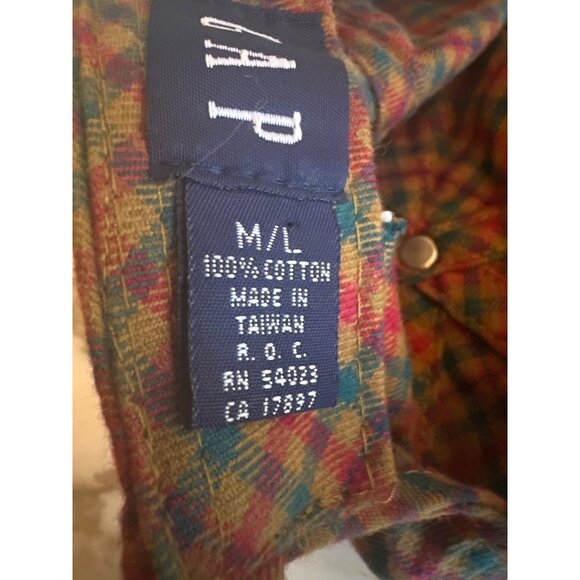 GAP
M/L
100% COTTON
MADE IN
TAIWAN
R. O. C.
RN 54023
CA 17897